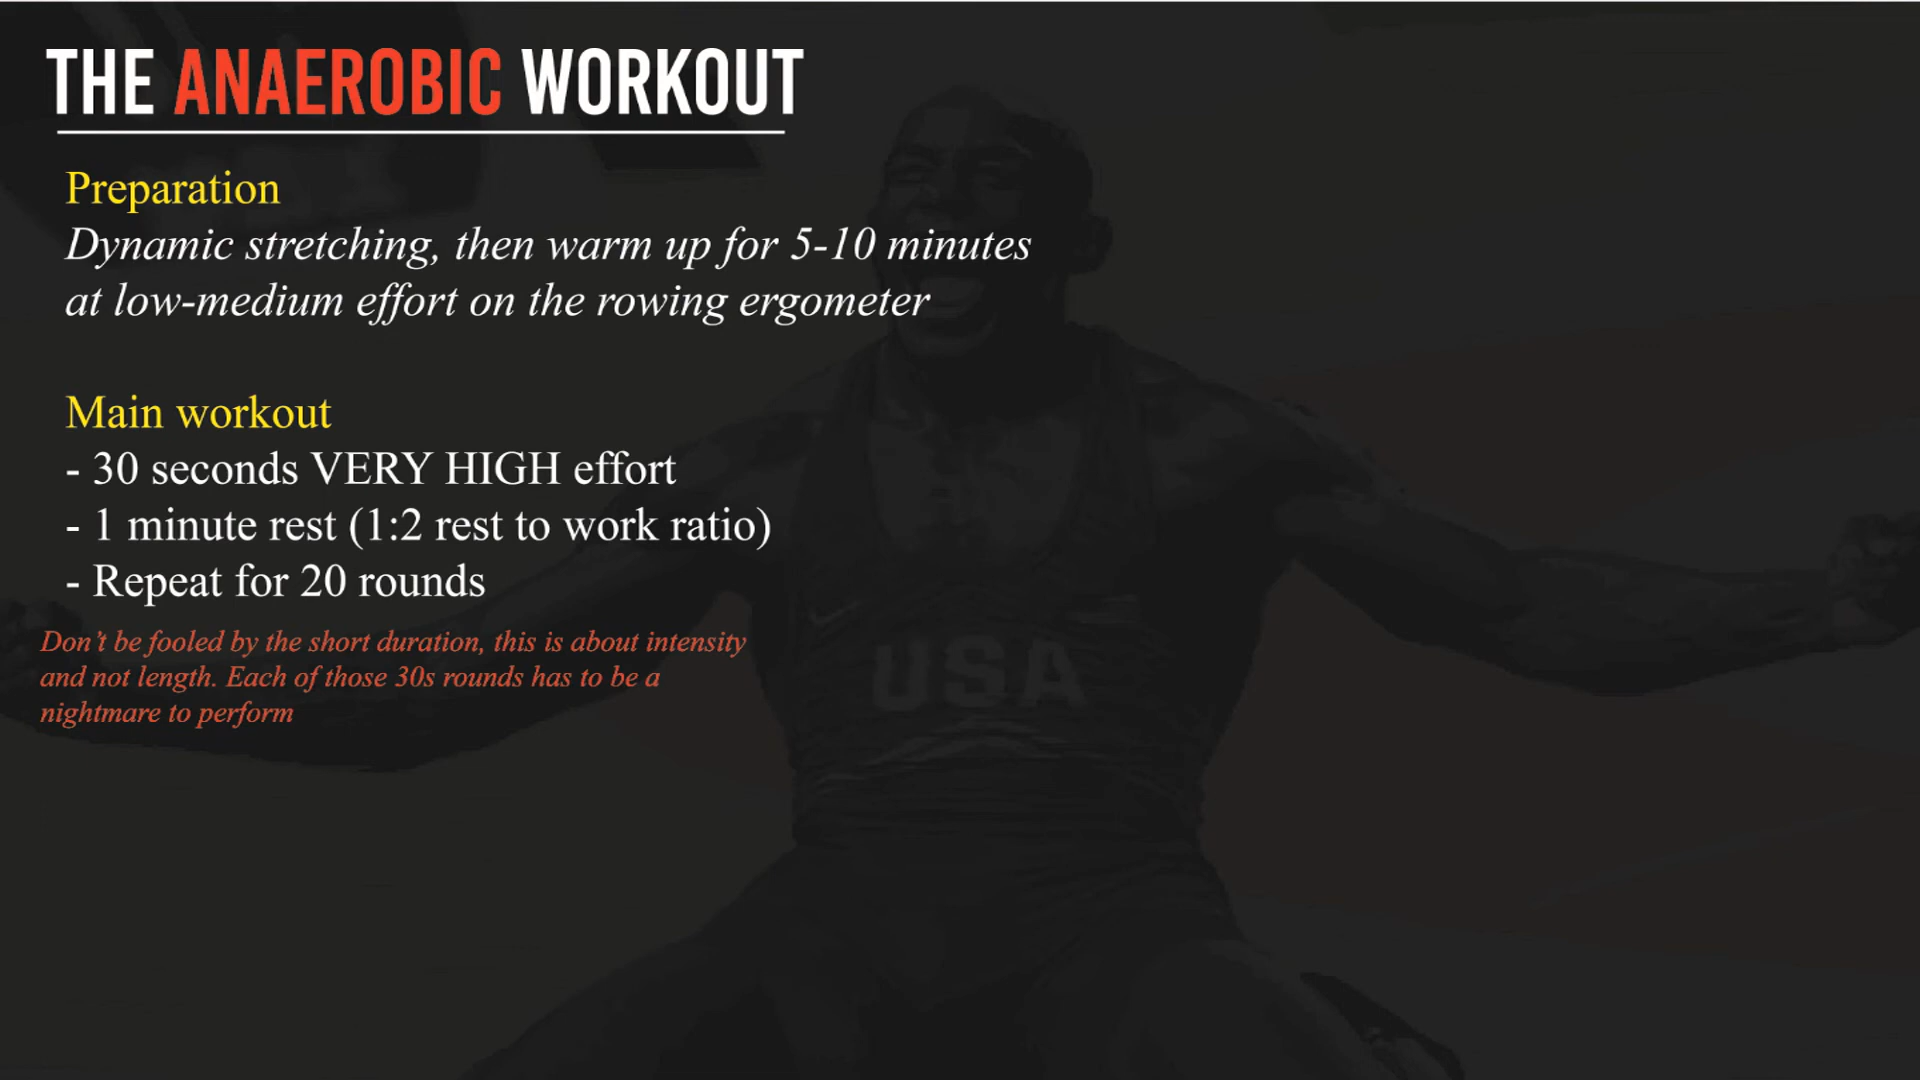 THE ANAEROBIC WORKOUT
Preparation
Dynamic stretching, then warm up for 5-10 minutes
at low-medium effort on the rowing ergometer
Main workout
- 30 seconds VERY HIGH effort
- 1 minute rest (1:2 rest to work ratio)
- Repeat for 20 rounds
Don't be fooled by the short duration, this is about intensity
and not length. Each of those 30s rounds has to be a
nightmare to perform
USA